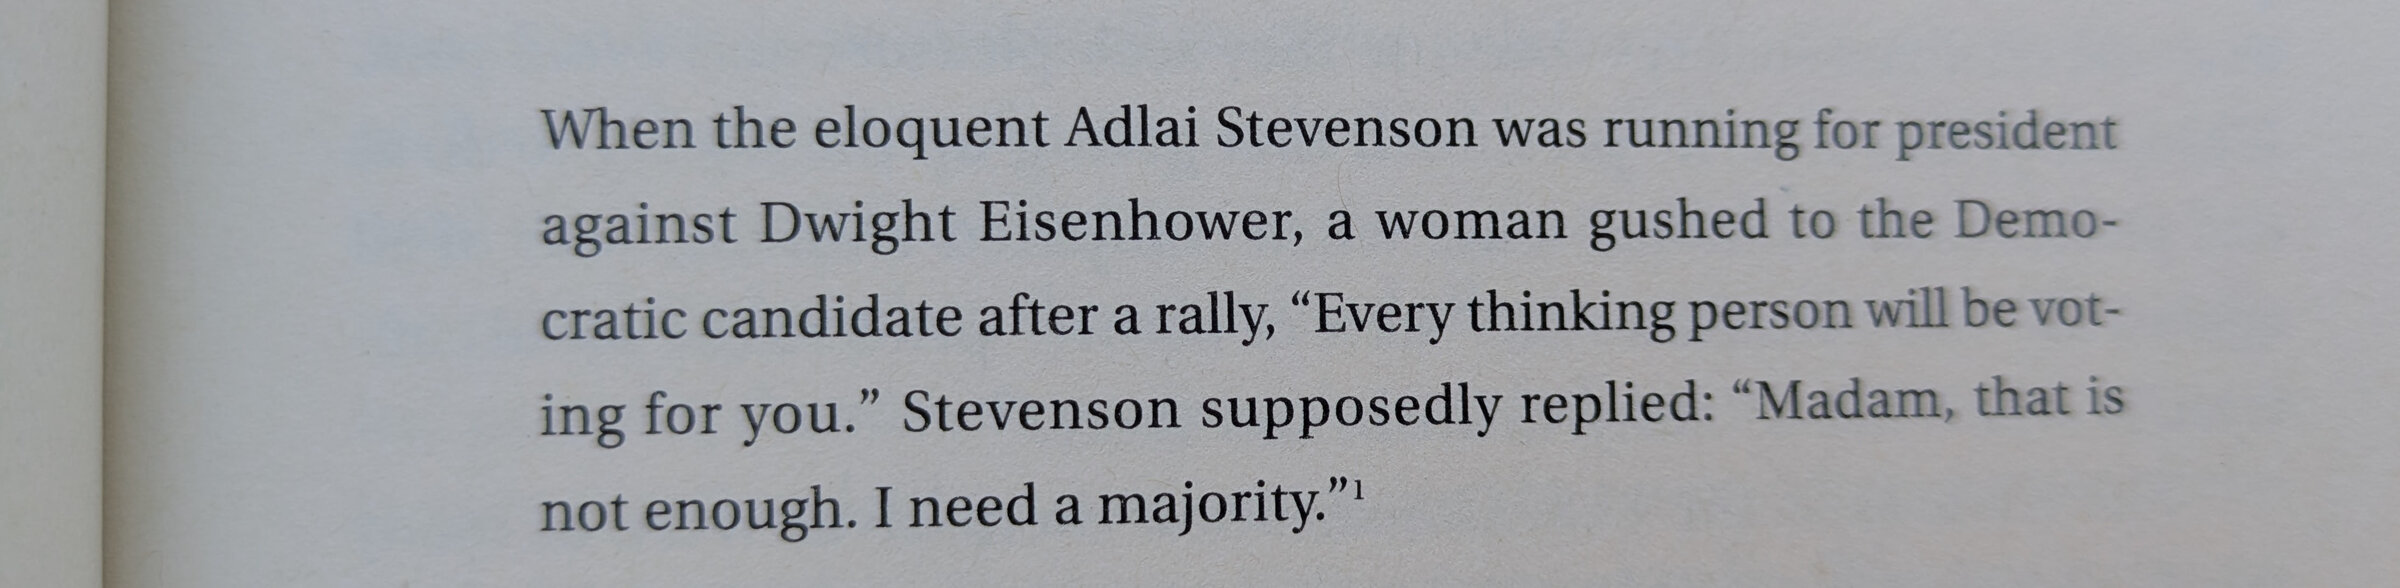 When the eloquent Adlai Stevenson was running for president
against Dwight Eisenhower, a woman gushed to the Demo-
cratic candidate after a rally, “Every thinking person will be vot-
ing for you.” Stevenson supposedly replied: “Madam, that is
not enough. I need a majority.”¹